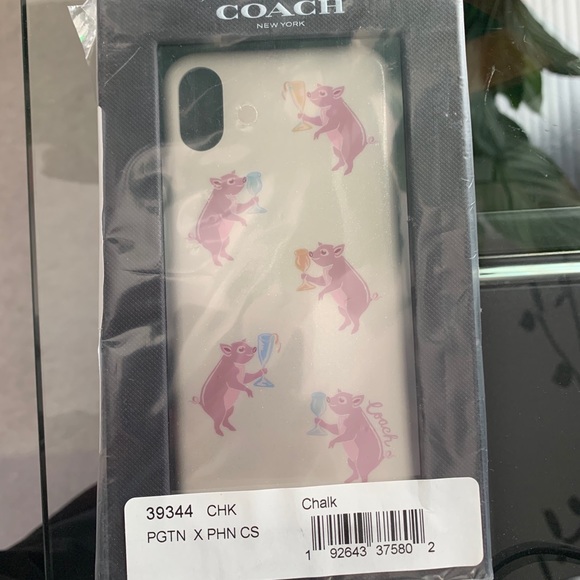 COACH
NEW YORK
Coach
39344 CHK Chalk
PGTN X PHN CS
1 92643 37580 2